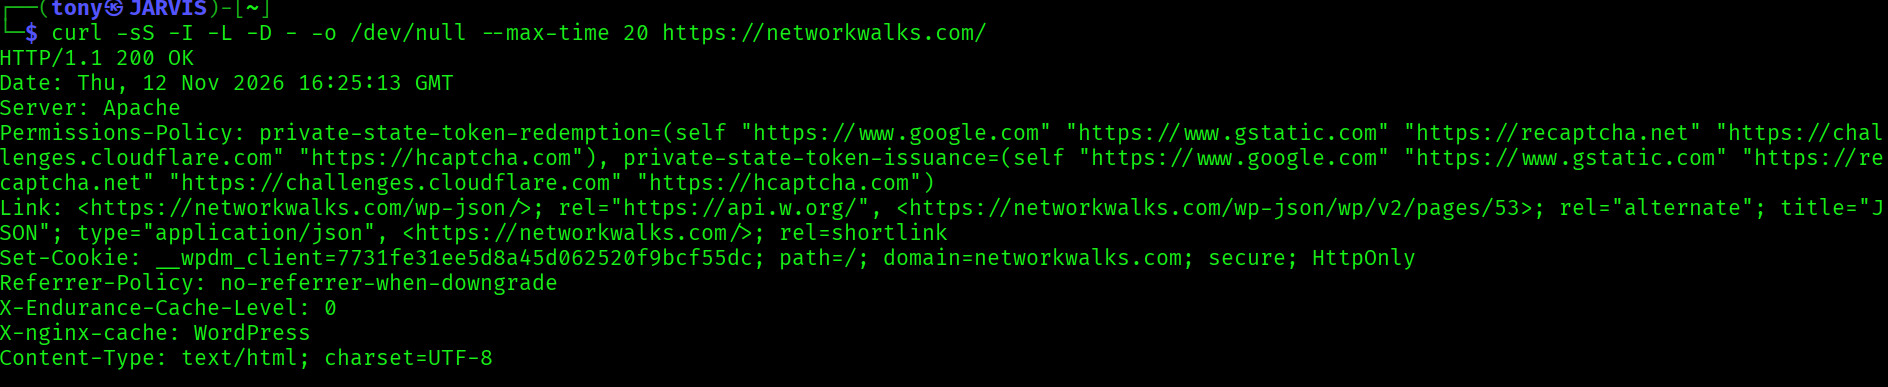 ┌──(tony㉿JARVIS)-[~]
└─$ curl -sS -I -L -D - -o /dev/null --max-time 20 https://networkwalks.com/
HTTP/1.1 200 OK
Date: Thu, 12 Nov 2026 16:25:13 GMT
Server: Apache
Permissions-Policy: private-state-token-redemption=(self "https://www.google.com" "https://www.gstatic.com" "https://recaptcha.net" "https://chal
lenges.cloudflare.com" "https://hcaptcha.com"), private-state-token-issuance=(self "https://www.google.com" "https://www.gstatic.com" "https://re
captcha.net" "https://challenges.cloudflare.com" "https://hcaptcha.com")
Link: <https://networkwalks.com/wp-json/>; rel="https://api.w.org/", <https://networkwalks.com/wp-json/wp/v2/pages/53>; rel="alternate"; title="J
SON"; type="application/json", <https://networkwalks.com/>; rel=shortlink
Set-Cookie: __wpdm_client=7731fe31ee5d8a45d062520f9bcf55dc; path=/; domain=networkwalks.com; secure; HttpOnly
Referrer-Policy: no-referrer-when-downgrade
X-Endurance-Cache-Level: 0
X-nginx-cache: WordPress
Content-Type: text/html; charset=UTF-8